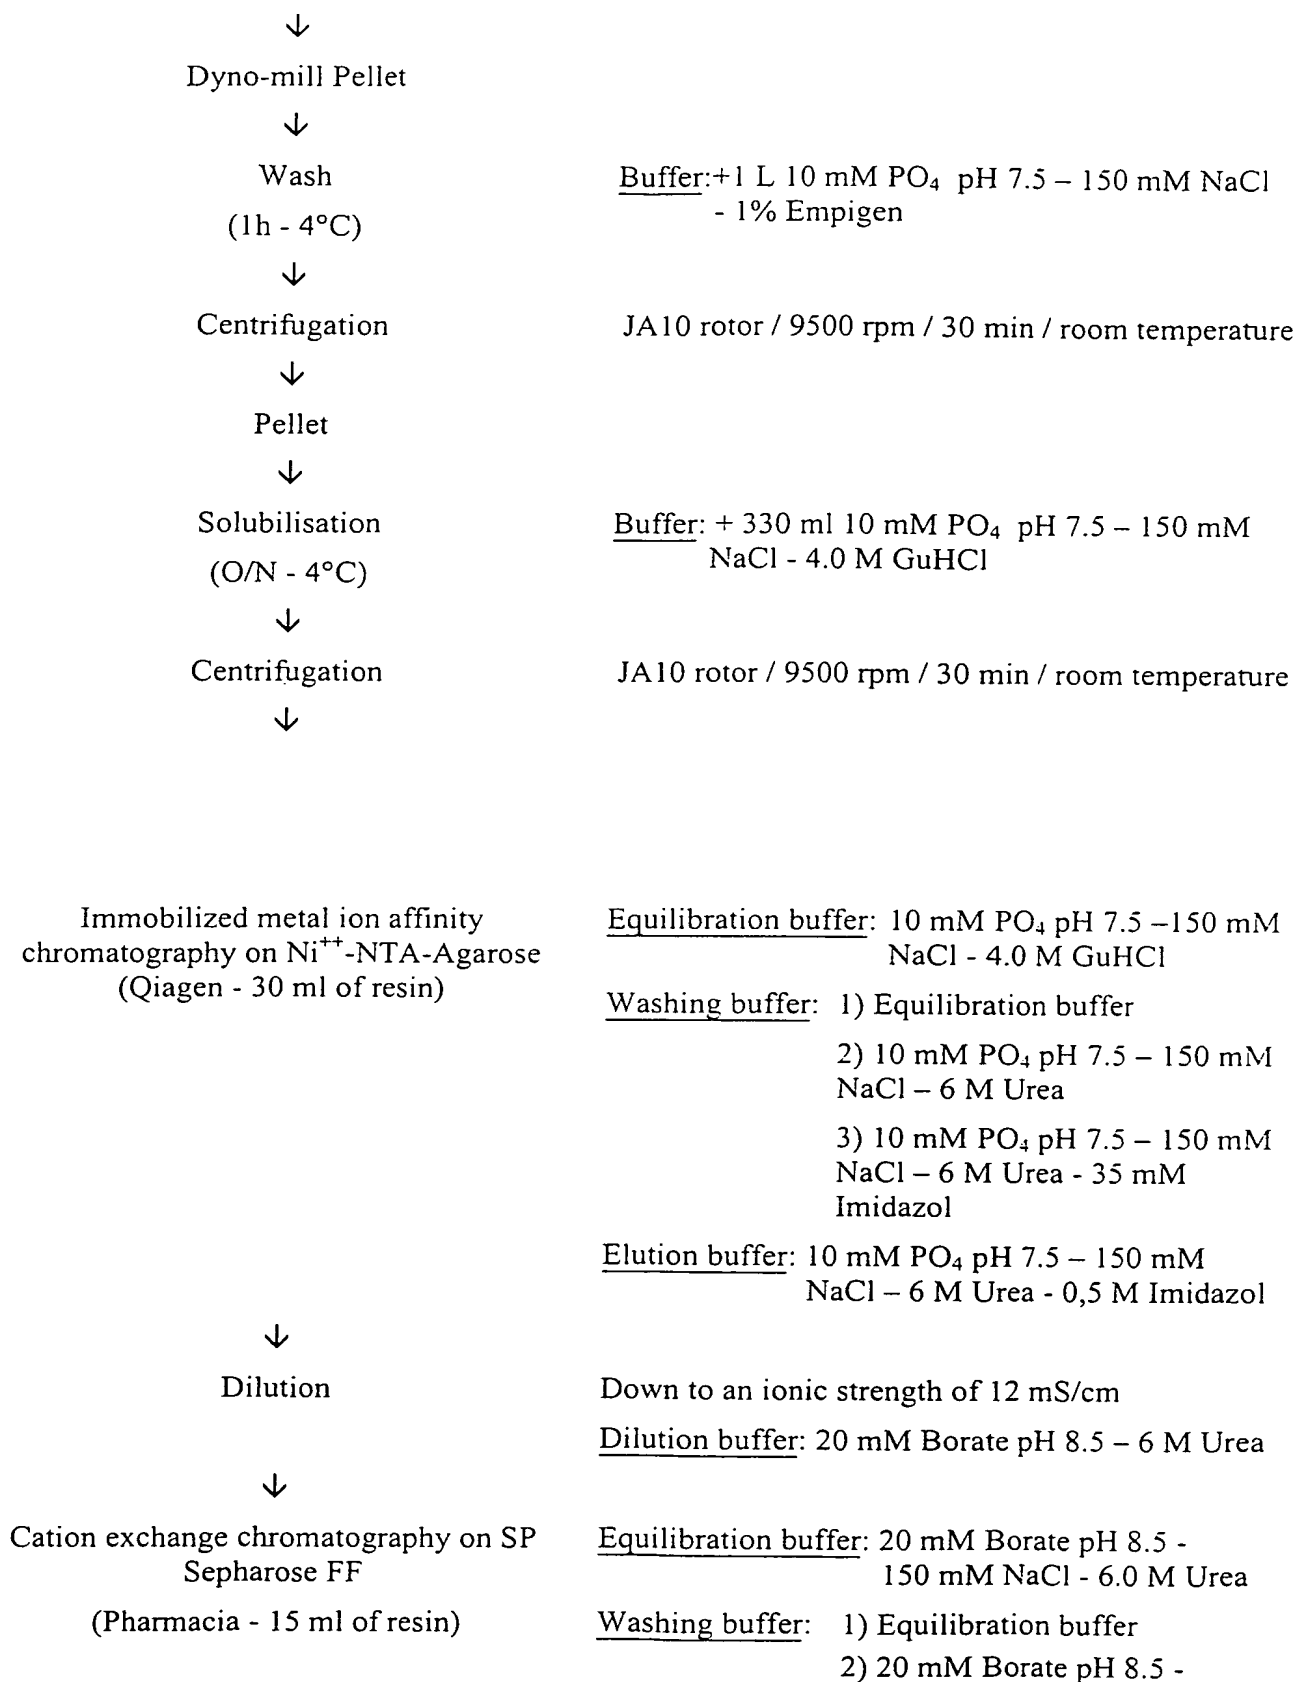 ↓
Dyno-mill Pellet
↓
Wash
Buffer:+1 L 10 mM PO₄ pH 7.5 – 150 mM NaCl
- 1% Empigen
(1h - 4°C)
↓
Centrifugation
JA10 rotor / 9500 rpm / 30 min / room temperature
↓
Pellet
↓
Solubilisation
Buffer: + 330 ml 10 mM PO₄ pH 7.5 – 150 mM
NaCl - 4.0 M GuHCl
(O/N - 4°C)
↓
Centrifugation
JA10 rotor / 9500 rpm / 30 min / room temperature
↓
Immobilized metal ion affinity
chromatography on Ni⁺⁺-NTA-Agarose
(Qiagen - 30 ml of resin)
Equilibration buffer: 10 mM PO₄ pH 7.5 –150 mM
NaCl - 4.0 M GuHCl
Washing buffer: 1) Equilibration buffer
2) 10 mM PO₄ pH 7.5 – 150 mM
NaCl – 6 M Urea
3) 10 mM PO₄ pH 7.5 – 150 mM
NaCl – 6 M Urea - 35 mM
Imidazol
Elution buffer: 10 mM PO₄ pH 7.5 – 150 mM
NaCl – 6 M Urea - 0,5 M Imidazol
↓
Dilution
Down to an ionic strength of 12 mS/cm
Dilution buffer: 20 mM Borate pH 8.5 – 6 M Urea
↓
Cation exchange chromatography on SP
Sepharose FF
(Pharmacia - 15 ml of resin)
Equilibration buffer: 20 mM Borate pH 8.5 -
150 mM NaCl - 6.0 M Urea
Washing buffer: 1) Equilibration buffer
2) 20 mM Borate pH 8.5 -